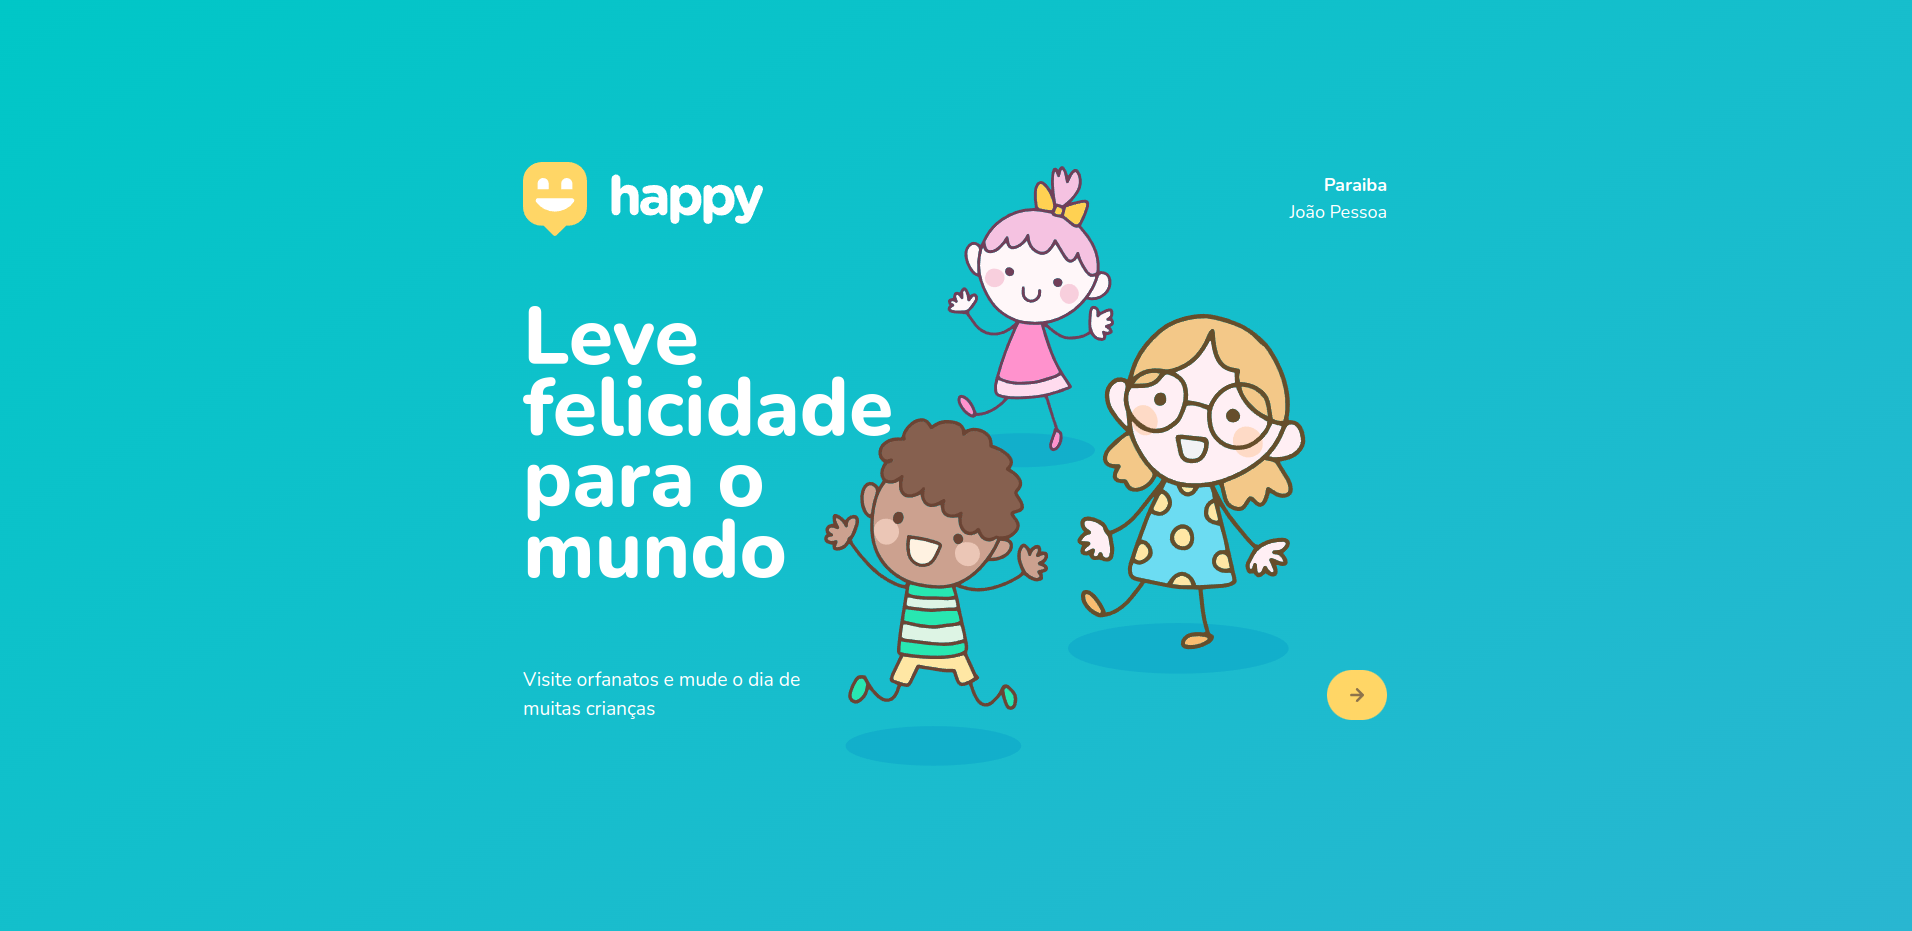 happy
Paraiba
João Pessoa
Leve
felicidade
para o
mundo
Visite orfanatos e mude o dia de
muitas crianças